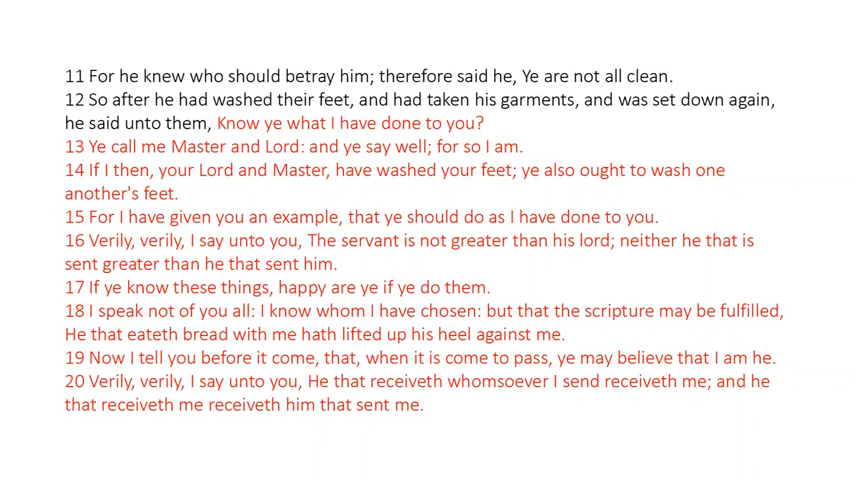 11 For he knew who should betray him; therefore said he, Ye are not all clean.
12 So after he had washed their feet, and had taken his garments, and was set down again,
he said unto them, Know ye what I have done to you?
13 Ye call me Master and Lord: and ye say well; for so I am.
14 If I then, your Lord and Master, have washed your feet; ye also ought to wash one
another's feet.
15 For I have given you an example, that ye should do as I have done to you.
16 Verily, verily, I say unto you, The servant is not greater than his lord; neither he that is
sent greater than he that sent him.
17 If ye know these things, happy are ye if ye do them.
18 I speak not of you all: I know whom I have chosen: but that the scripture may be fulfilled,
He that eateth bread with me hath lifted up his heel against me.
19 Now I tell you before it come, that, when it is come to pass, ye may believe that I am he.
20 Verily, verily, I say unto you, He that receiveth whomsoever I send receiveth me; and he
that receiveth me receiveth him that sent me.